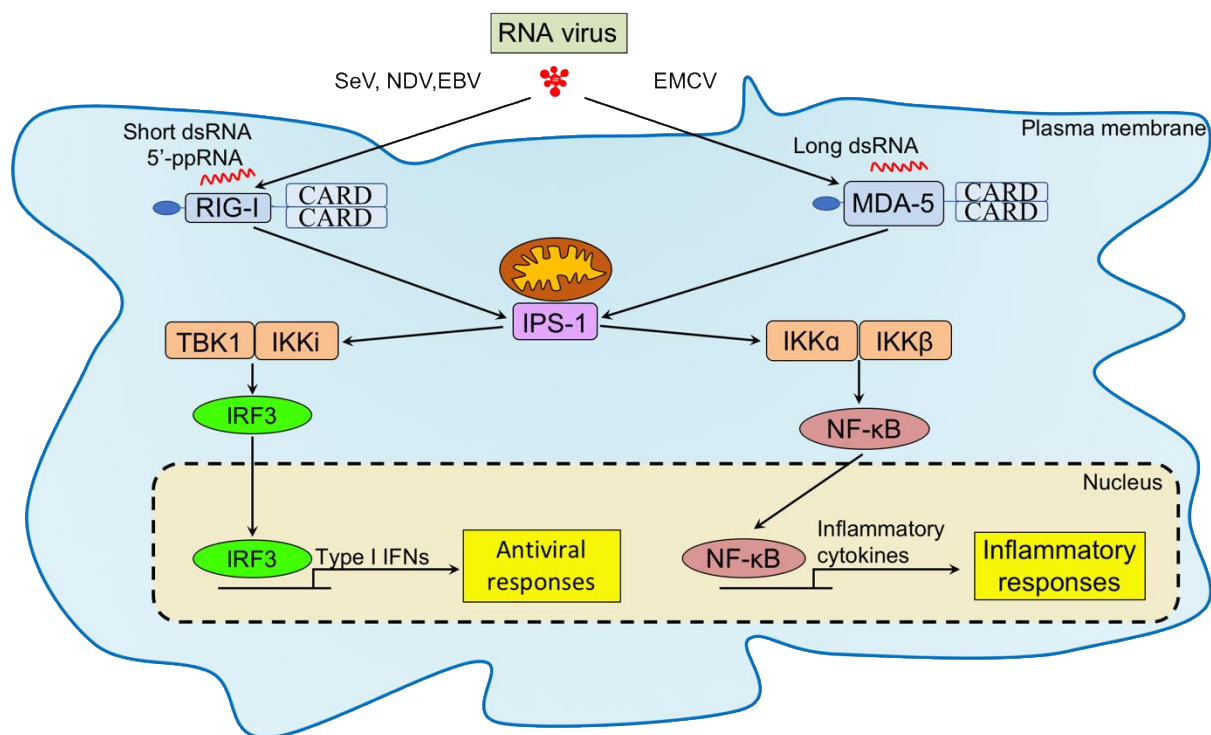 RNA virus
SeV, NDV,EBV
EMCV
Plasma membrane
Short dsRNA
5’-ppRNA
Long dsRNA
RIG-I
CARD
CARD
MDA-5
CARD
CARD
IPS-1
TBK1
IKKi
IKKα
IKKβ
IRF3
NF-κB
Nucleus
IRF3
Type I IFNs
Antiviral
responses
NF-κB
Inflammatory
cytokines
Inflammatory
responses